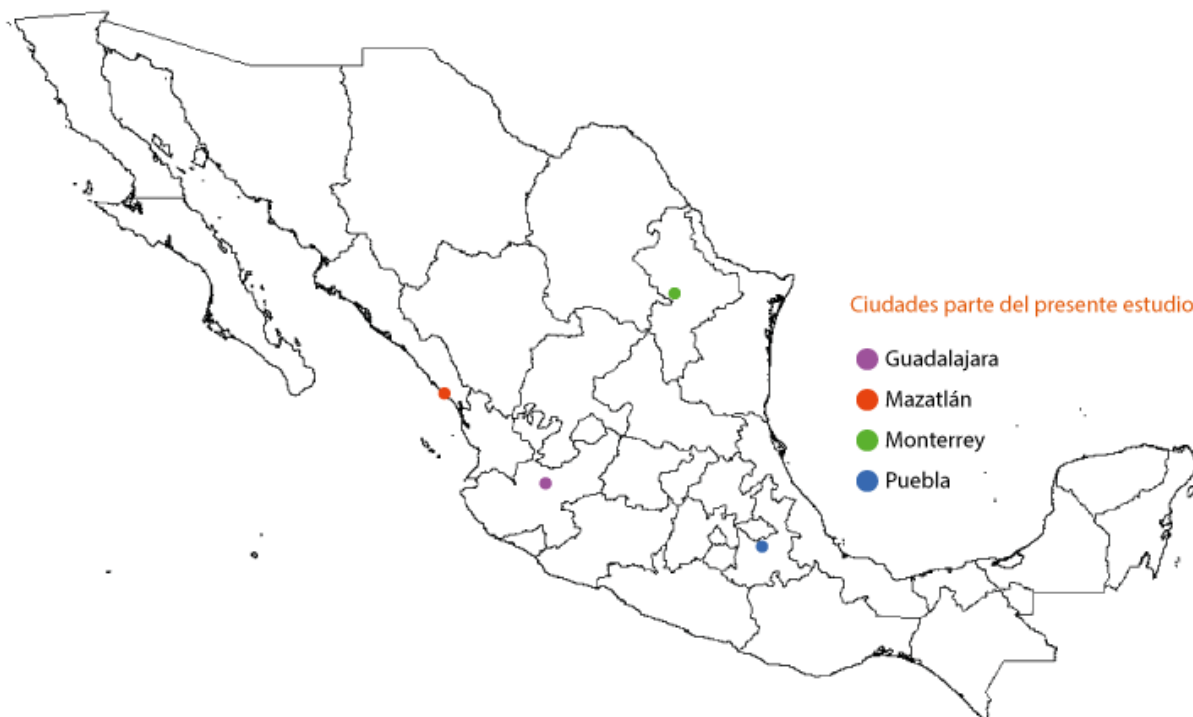 Ciudades parte del presente estudio
Guadalajara
Mazatlán
Monterrey
Puebla